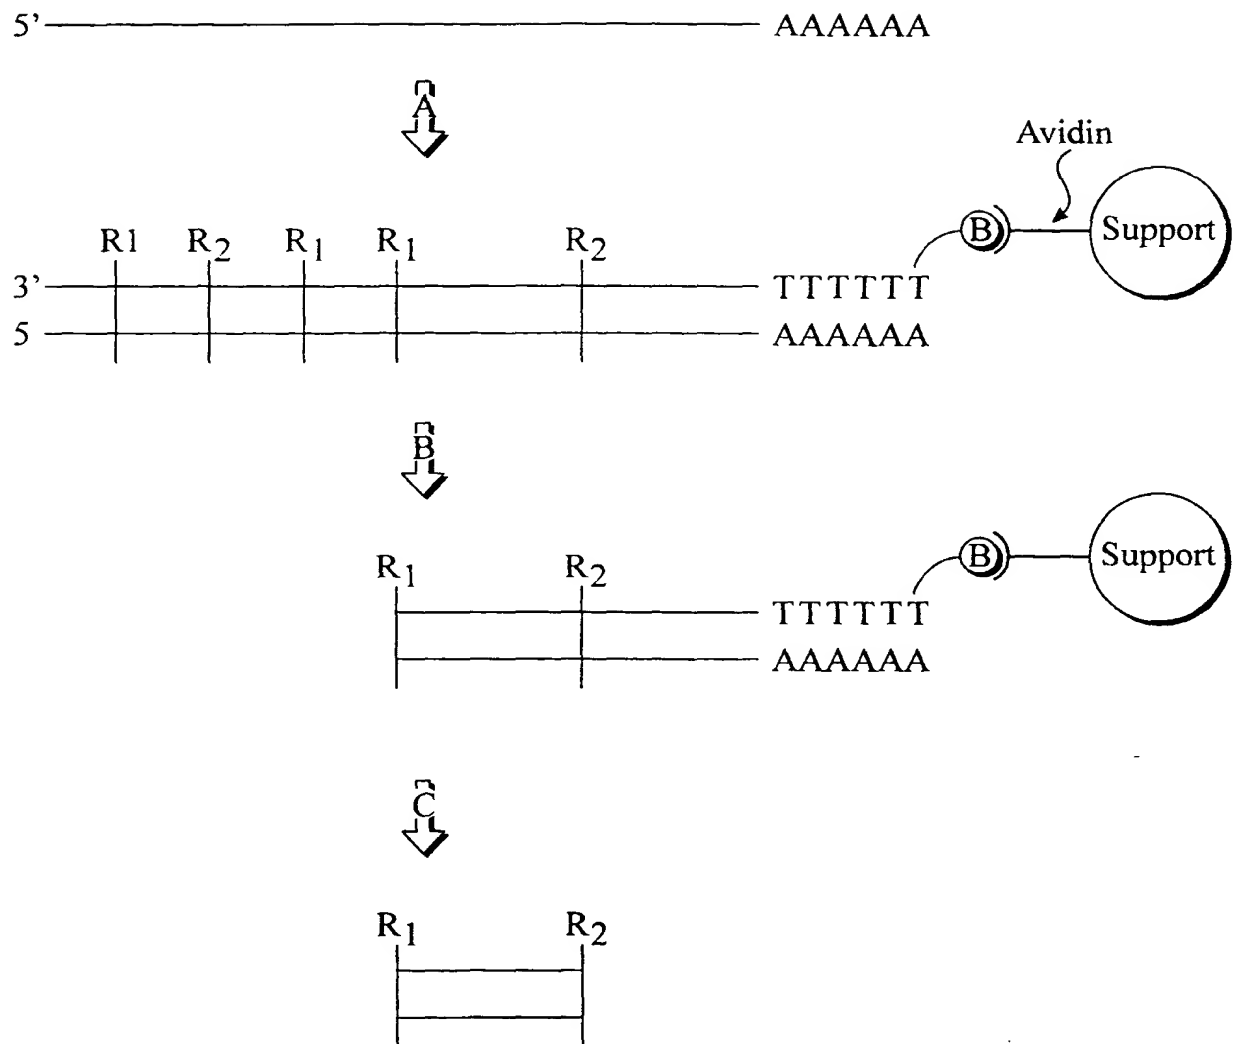 5' AAAAAA
A
Avidin
R1 R2 R1 R1 R2 B Support
3' TTTTTT
5 AAAAAA
B
R1 R2 B Support
TTTTTT
AAAAAA
C
R1 R2